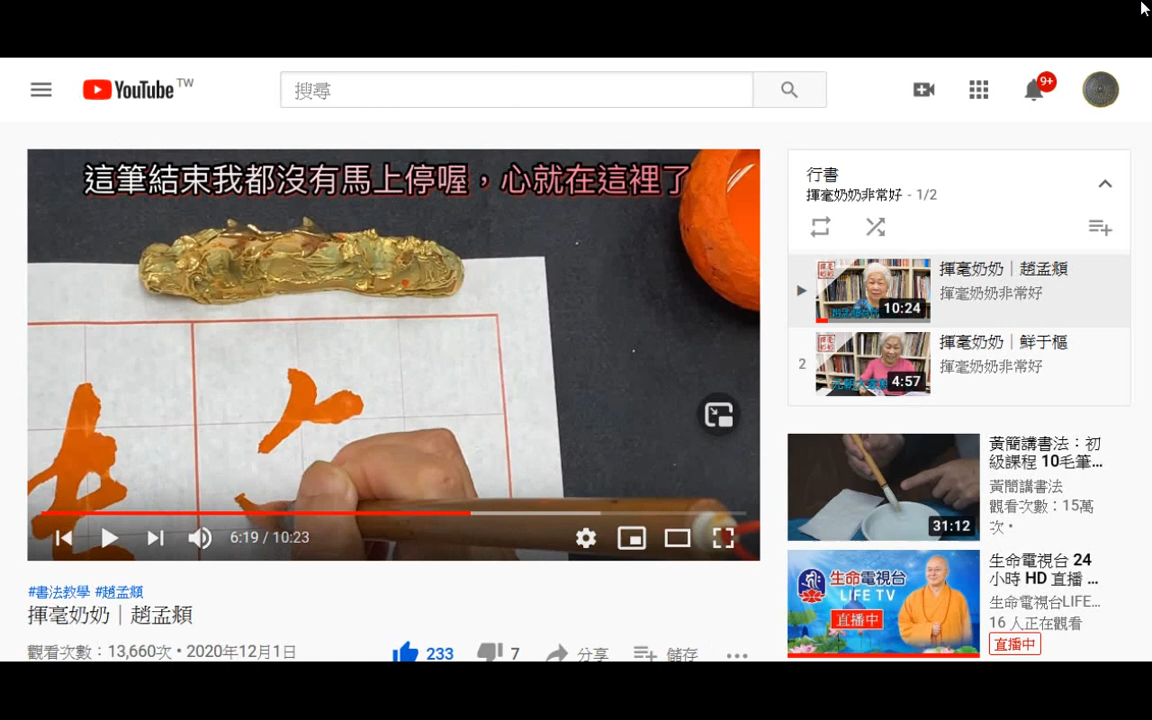 YouTube TW
搜尋
9+
這筆結束我都沒有馬上停喔，心就在這裡了
6:19 / 10:23
#書法教學 #趙孟頫
揮毫奶奶｜趙孟頫
觀看次數：13,660次 • 2020年12月1日
233
7
分享
儲存
行書
揮毫奶奶非常好 - 1/2
10:24
揮毫奶奶｜趙孟頫
揮毫奶奶非常好
2
4:57
揮毫奶奶｜鮮于樞
揮毫奶奶非常好
31:12
黃簡講書法：初
級課程 10毛筆...
黃簡講書法
觀看次數：15萬
次 •
生命電視台
LIFE TV
直播中
生命電視台 24
小時 HD 直播 ...
生命電視台LIFE...
16 人正在觀看
直播中